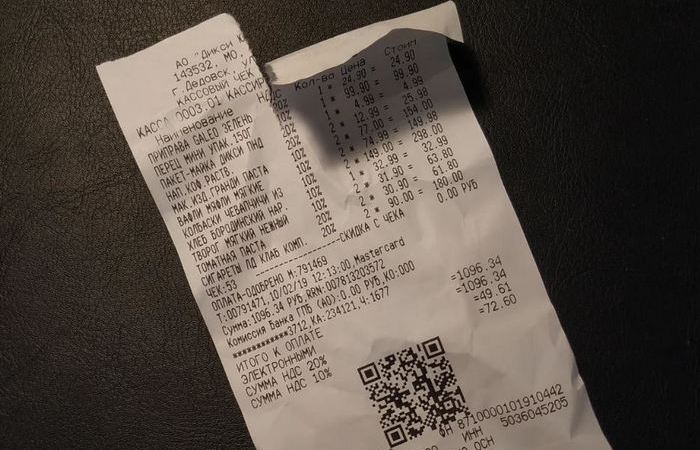 АО "Дикси
143532, МО,
г. Дедовск, ул
КАССОВЫЙ ЧЕК
КАССА 0003.01 КАССИР
Наименование НДС Кол-во Цена Стоим
ПРИПРАВА GALEO ЗЕЛЕНЬ 20% 1 * 24.90 = 24.90
ПЕРЕЦ МИНИ УПАК.150Г 20% 1 * 99.90 = 99.90
ПАКЕТ-МАЙКА ДИКСИ ПНД 20% 1 * 4.99 = 4.99
НАП.КОФ.РАСТВ. 20% 2 * 12.99 = 25.98
МАК.ИЗД.ГРАНДИ ПАСТА 10% 2 * 77.00 = 154.00
ВАФЛИ МЯГКИЕ 20% 2 * 74.99 = 149.98
КОЛБАСКИ ЧЕВАПЧИЧИ ИЗ 10% 2 * 149.00 = 298.00
ХЛЕБ БОРОДИНСКИЙ НАР 10% 1 * 32.99 = 32.99
ТВОРОГ МЯГКИЙ НЕЖНЫЙ 10% 2 * 31.90 = 63.80
ТОМАТНАЯ ПАСТА 20% 2 * 30.90 = 61.80
СИГАРЕТЫ ЛД КЛАБ КОМП. 20% 2 * 90.00 = 180.00
ЧЕК:53 СКИДКА С ЧЕКА 0.00 РУБ
ОПЛАТА-ОДОБРЕНО М:791469
Т:00791471,10/02/19 12:13:00,Mastercard
Сумма:1096.34 РУБ,RRN:007813203572
Комиссия Банка ГПБ (АО):0.00 РУБ,КО:000
************3712,КА:234121,Ч:1677
ИТОГО К ОПЛАТЕ =1096.34
ЭЛЕКТРОННЫМИ =1096.34
СУММА НДС 20% =49.61
СУММА НДС 10% =72.60
ФН 8710000101910442
ИНН 5036045205
ОСН